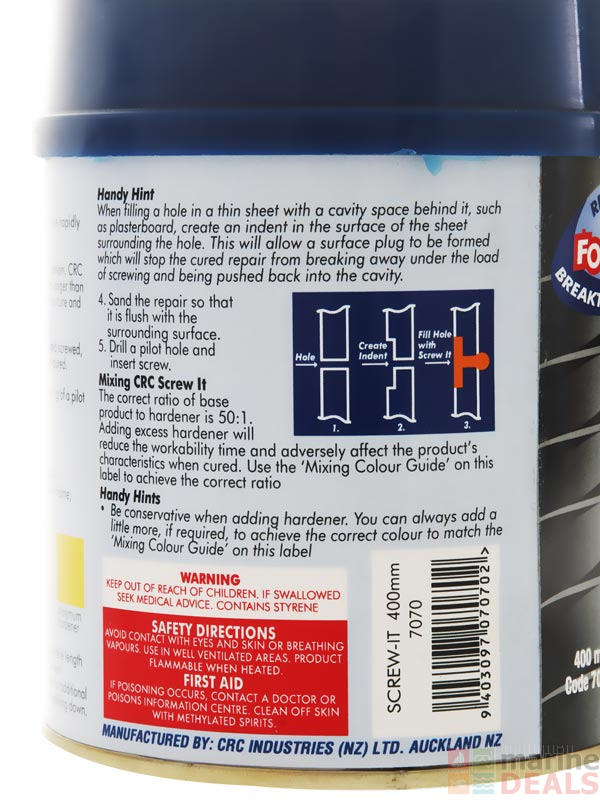 Handy Hint
When filling a hole in a thin sheet with a cavity space behind it, such
as plasterboard, create an indent in the surface of the sheet
surrounding the hole. This will allow a surface plug to be formed
which will stop the cured repair from breaking away under the load
of screwing and being pushed back into the cavity.
4. Sand the repair so that
it is flush with the
surrounding surface.
5. Drill a pilot hole and
insert screw.
Hole
Create
Indent
Fill Hole
with
Screw It
1.
2.
3.
Mixing CRC Screw It
The correct ratio of base
product to hardener is 50:1.
Adding excess hardener will
reduce the workability time and adversely affect the product's
characteristics when cured. Use the 'Mixing Colour Guide' on this
label to achieve the correct ratio
Handy Hints
• Be conservative when adding hardener. You can always add a
little more, if required, to achieve the correct colour to match the
'Mixing Colour Guide' on this label
WARNING
KEEP OUT OF REACH OF CHILDREN. IF SWALLOWED
SEEK MEDICAL ADVICE. CONTAINS STYRENE
SAFETY DIRECTIONS
AVOID CONTACT WITH EYES AND SKIN OR BREATHING
VAPOURS. USE IN WELL VENTILATED AREAS. PRODUCT
FLAMMABLE WHEN HEATED.
FIRST AID
IF POISONING OCCURS, CONTACT A DOCTOR OR
POISONS INFORMATION CENTRE. CLEAN OFF SKIN
WITH METHYLATED SPIRITS.
SCREW-IT 400mm
7070
9 403097 070702 >
MANUFACTURED BY: CRC INDUSTRIES (NZ) LTD. AUCKLAND NZ
rapidly
CRC
than
and
screwed,
of a pilot
length
additional
down.
FO
BREAKT
400 m
Code 70
marine
DEALS